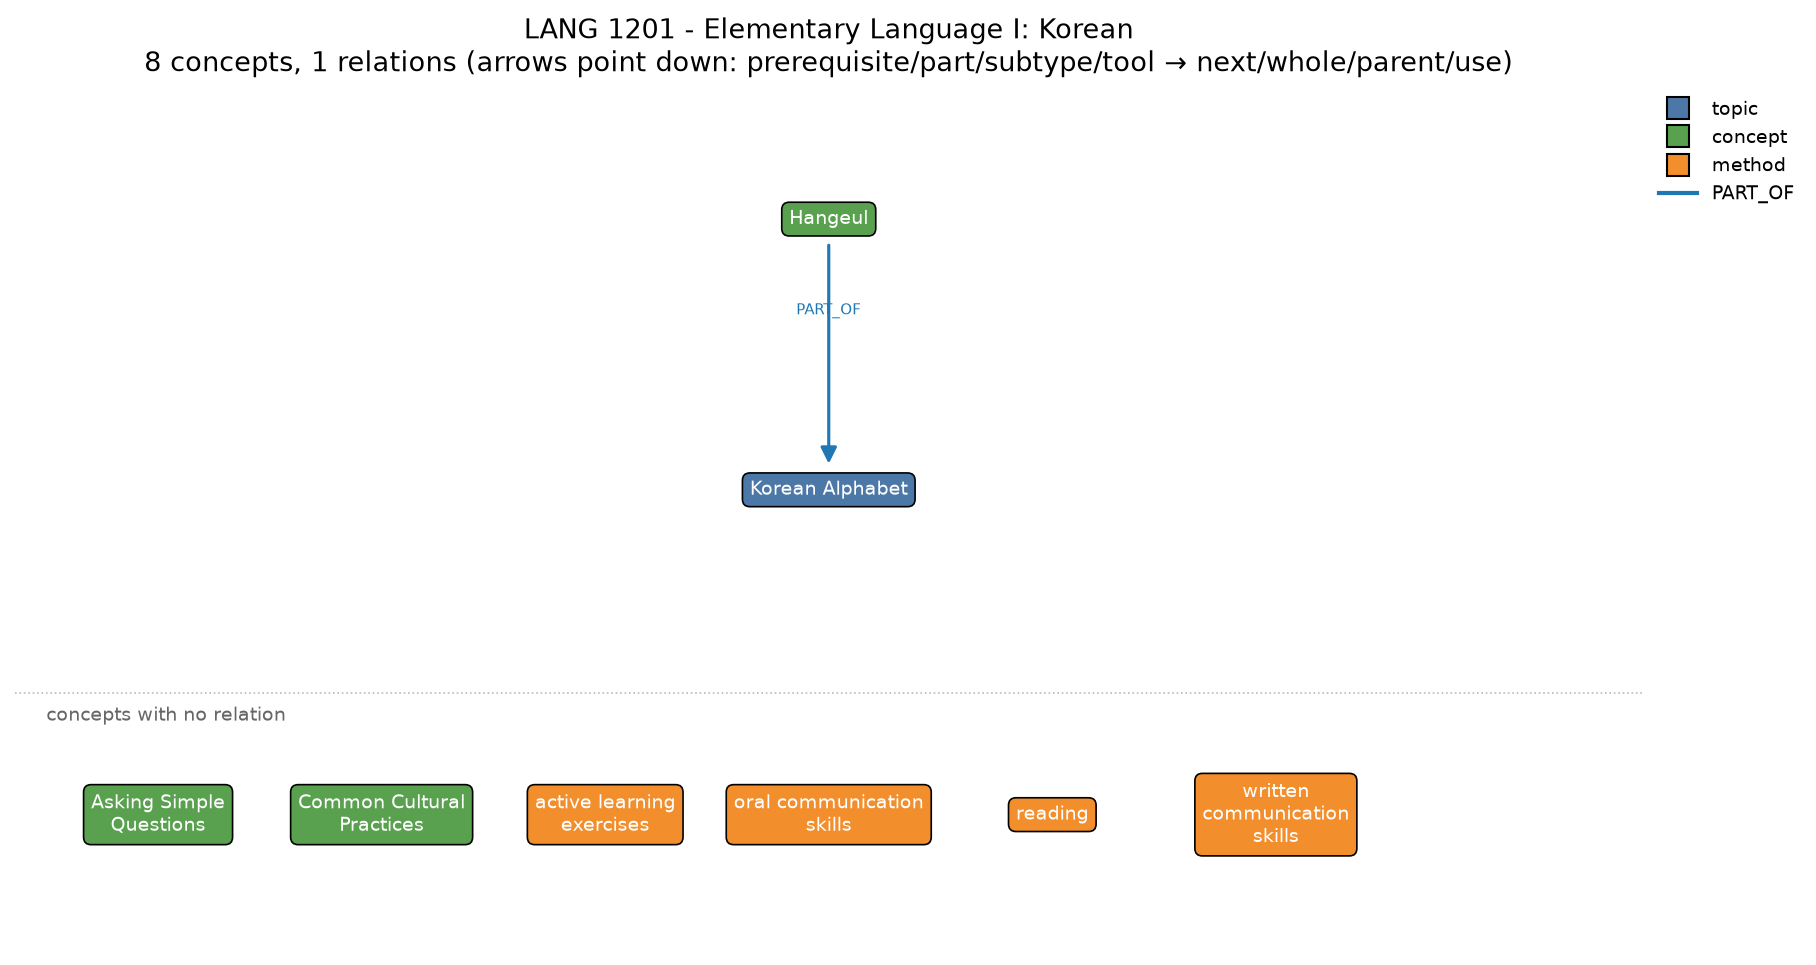 LANG 1201 - Elementary Language I: Korean
8 concepts, 1 relations (arrows point down: prerequisite/part/subtype/tool → next/whole/parent/use)
topic
concept
method
PART_OF
Hangeul
PART_OF
Korean Alphabet
concepts with no relation
Asking Simple
Questions
Common Cultural
Practices
active learning
exercises
oral communication
skills
reading
written
communication
skills